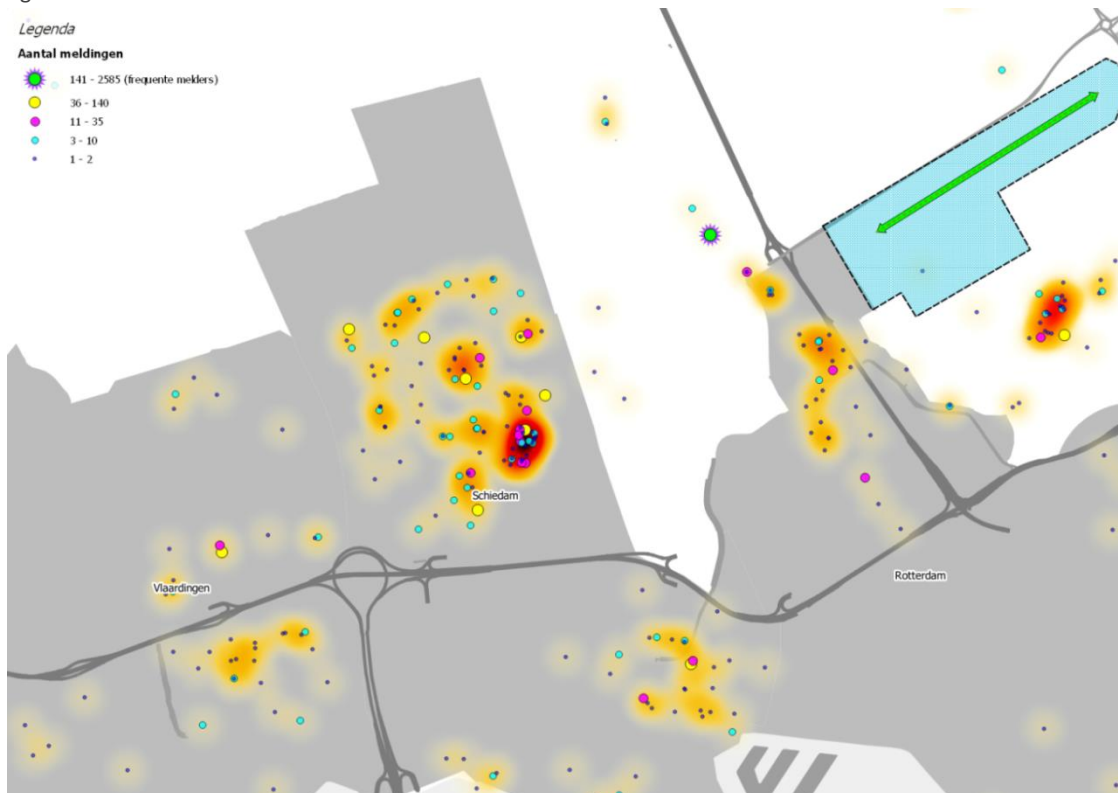 Legenda
Aantal meldingen
141 - 2585 (frequente melders)
36 - 140
11 - 35
3 - 10
1 - 2
Schiedam
Vlaardingen
Rotterdam